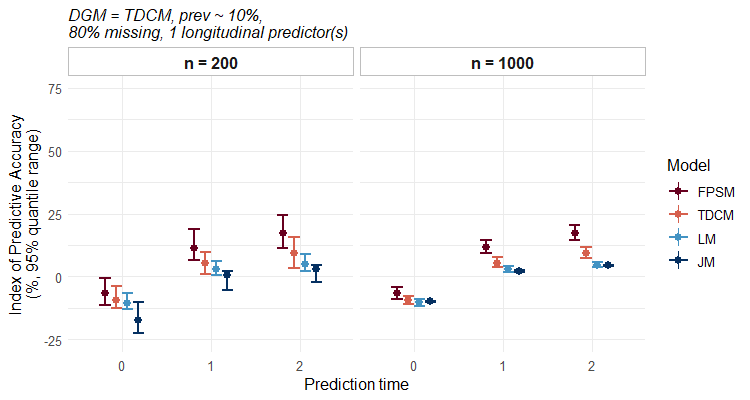 DGM = TDCM, prev ~ 10%,
80% missing, 1 longitudinal predictor(s)
n = 200
n = 1000
Index of Predictive Accuracy
(%, 95% quantile range)
75
50
25
0
-25
0
1
2
0
1
2
Prediction time
Model
FPSM
TDCM
LM
JM